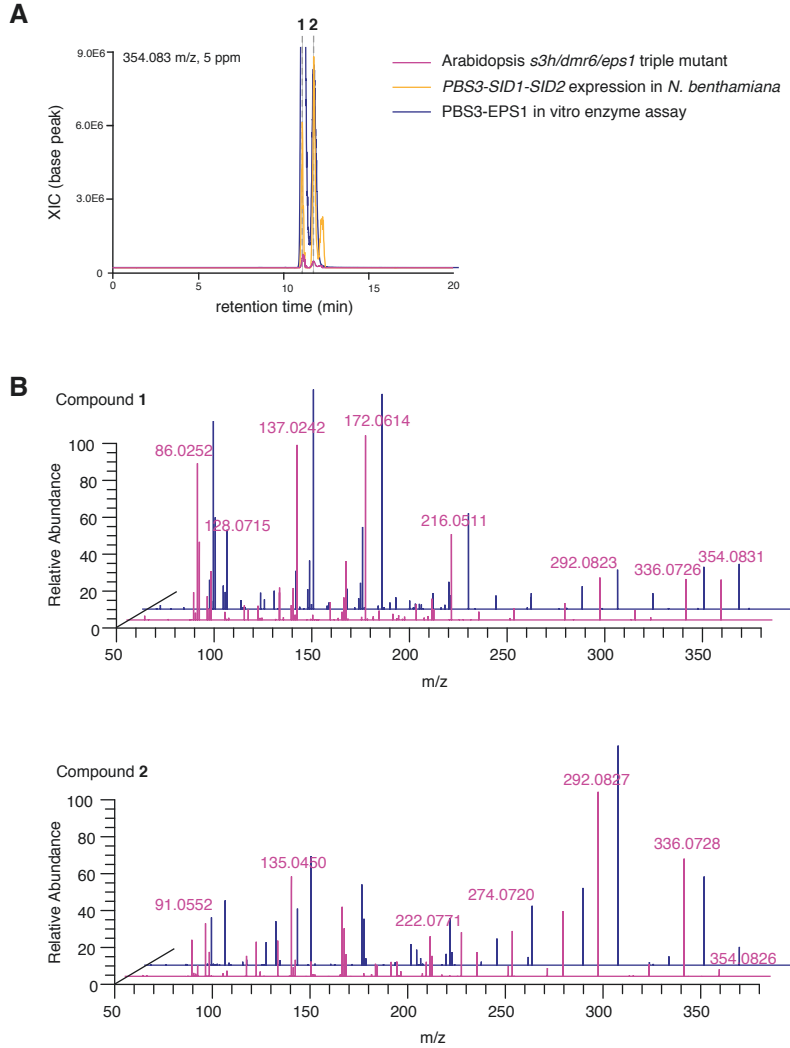 A
1 2
9.0E6
354.083 m/z, 5 ppm
6.0E6
3.0E6
0
XIC (base peak)
0 5 10 15 20
retention time (min)
Arabidopsis s3h/dmr6/eps1 triple mutant
PBS3-SID1-SID2 expression in N. benthamiana
PBS3-EPS1 in vitro enzyme assay
B
Compound 1
Relative Abundance
100
80
60
40
20
0
86.0252
128.0715
137.0242
172.0614
216.0511
292.0823
336.0726
354.0831
50 100 150 200 250 300 350
m/z
Compound 2
Relative Abundance
100
80
60
40
20
0
91.0552
135.0450
222.0771
274.0720
292.0827
336.0728
354.0826
50 100 150 200 250 300 350
m/z